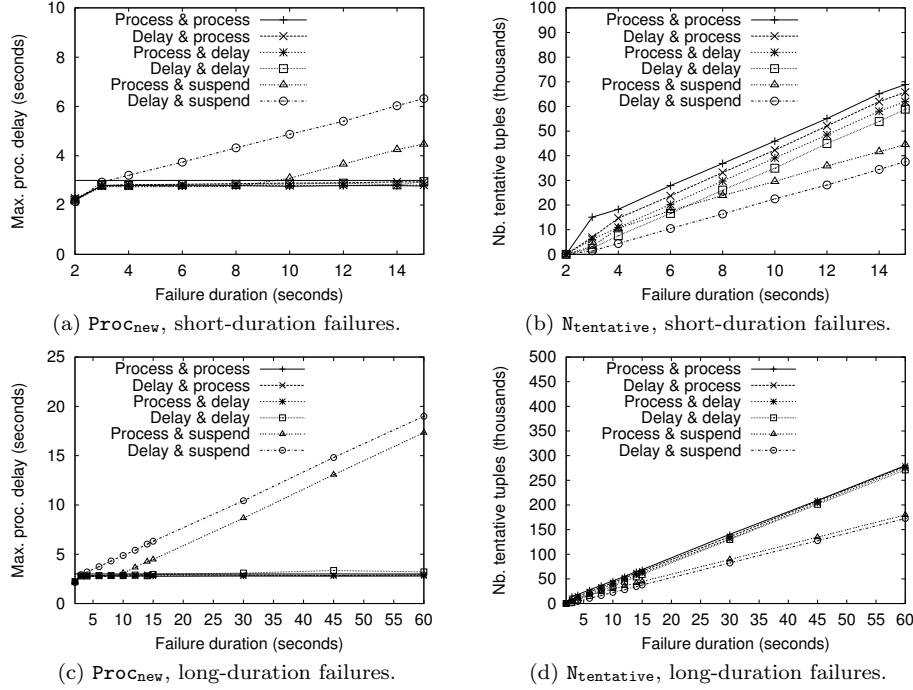 Max. proc. delay (seconds)
10
8
6
4
2
0
2 4 6 8 10 12 14
Failure duration (seconds)
Process & process
Delay & process
Process & delay
Delay & delay
Process & suspend
Delay & suspend
(a) Procnew, short-duration failures.
Nb. tentative tuples (thousands)
100
90
80
70
60
50
40
30
20
10
0
2 4 6 8 10 12 14
Failure duration (seconds)
Process & process
Delay & process
Process & delay
Delay & delay
Process & suspend
Delay & suspend
(b) Ntentative, short-duration failures.
Max. proc. delay (seconds)
25
20
15
10
5
0
5 10 15 20 25 30 35 40 45 50 55 60
Failure duration (seconds)
Process & process
Delay & process
Process & delay
Delay & delay
Process & suspend
Delay & suspend
(c) Procnew, long-duration failures.
Nb. tentative tuples (thousands)
500
450
400
350
300
250
200
150
100
50
0
5 10 15 20 25 30 35 40 45 50 55 60
Failure duration (seconds)
Process & process
Delay & process
Process & delay
Delay & delay
Process & suspend
Delay & suspend
(d) Ntentative, long-duration failures.